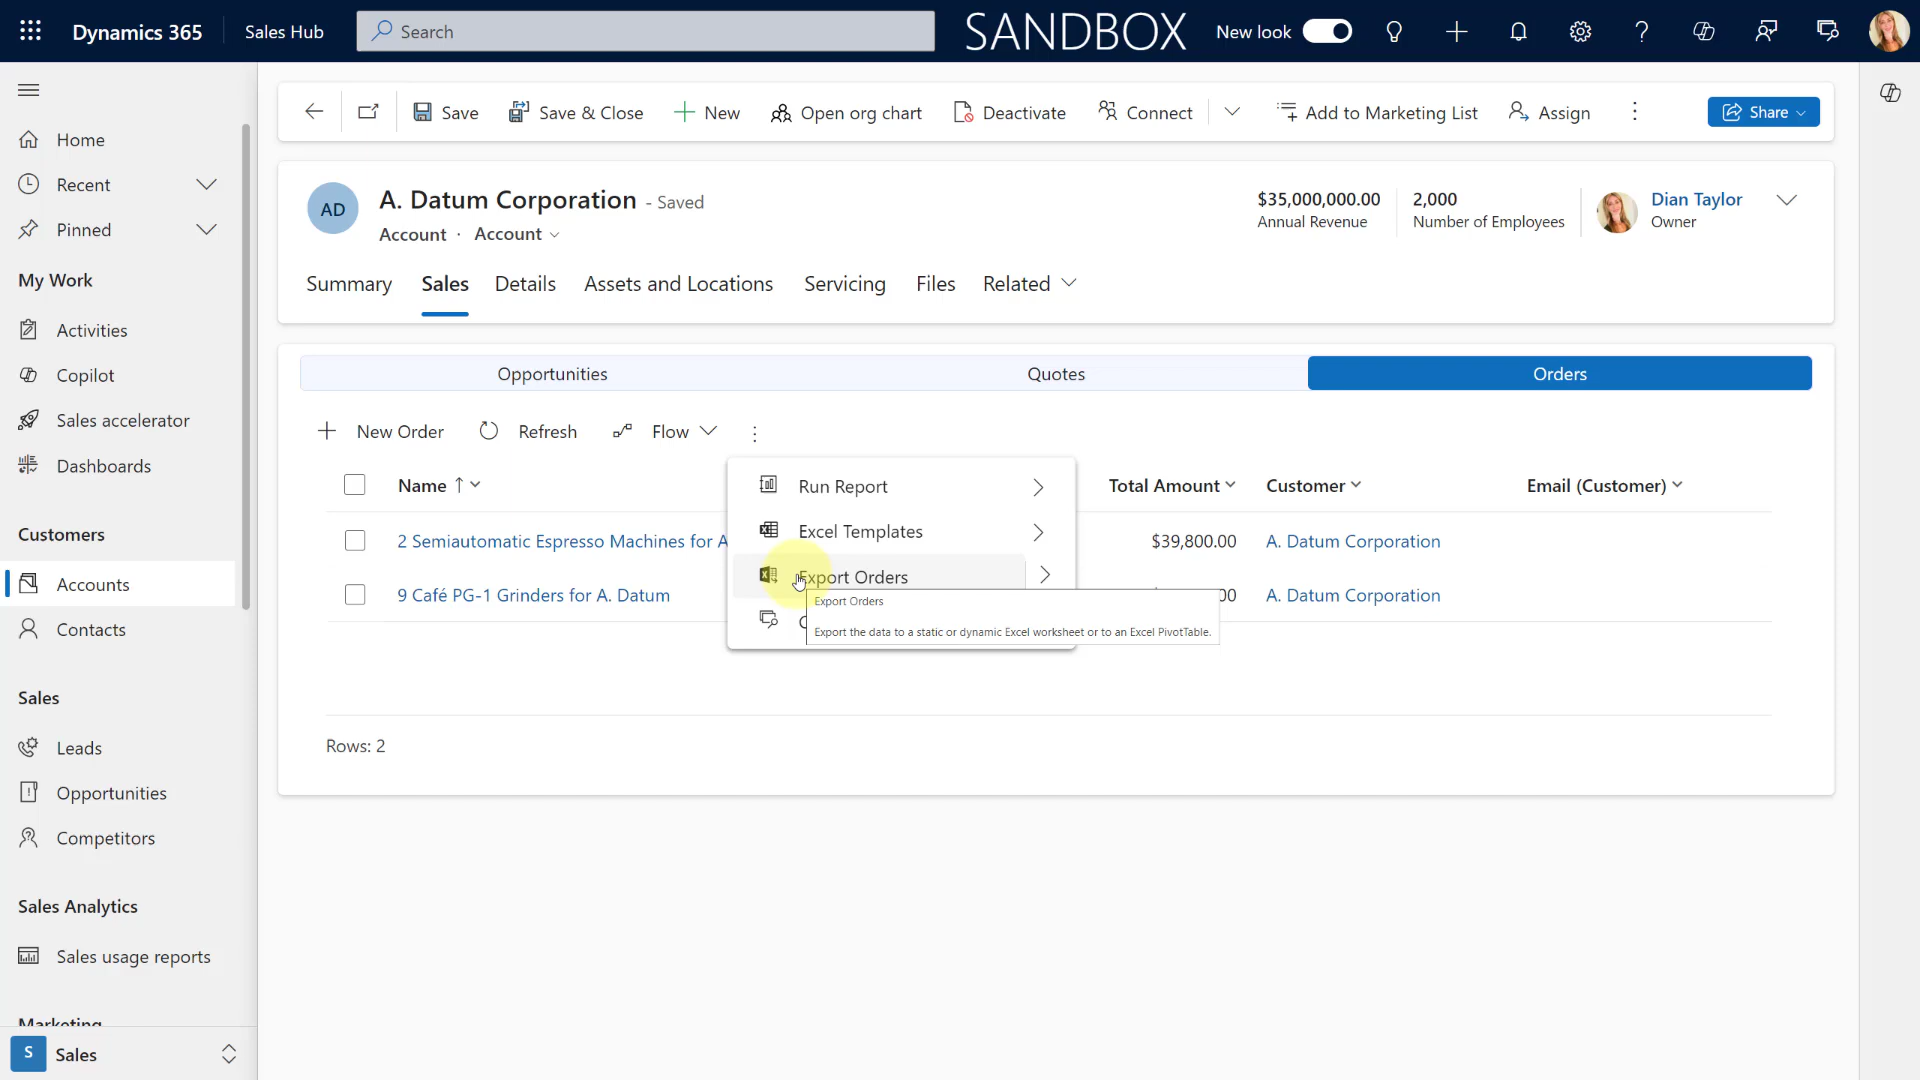 Dynamics 365
Sales Hub
Search
SANDBOX
New look
Save
Save & Close
New
Open org chart
Deactivate
Connect
Add to Marketing List
Assign
Share
Home
Recent
Pinned
My Work
Activities
Copilot
Sales accelerator
Dashboards
Customers
Accounts
Contacts
Sales
Leads
Opportunities
Competitors
Sales Analytics
Sales usage reports
Marketing
S
Sales
AD
A. Datum Corporation - Saved
Account · Account
$35,000,000.00
Annual Revenue
2,000
Number of Employees
Dian Taylor
Owner
Summary
Sales
Details
Assets and Locations
Servicing
Files
Related
Opportunities
Quotes
Orders
New Order
Refresh
Flow
Name
Total Amount
Customer
Email (Customer)
2 Semiautomatic Espresso Machines for A
$39,800.00
A. Datum Corporation
9 Café PG-1 Grinders for A. Datum
00
A. Datum Corporation
Run Report
Excel Templates
Export Orders
Export Orders
Export the data to a static or dynamic Excel worksheet or to an Excel PivotTable.
Rows: 2